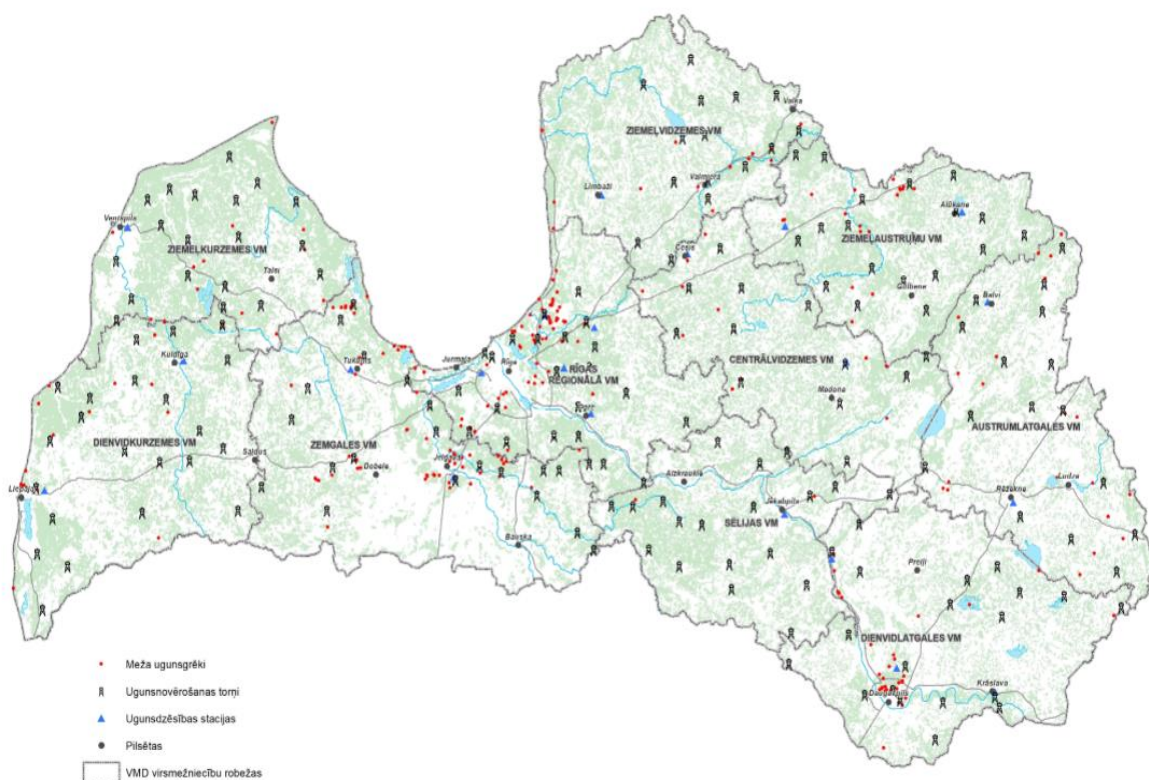 Valka
ZIEMEĻVIDZEMES VM
Valmiera
Limbaži
Alūksne
Ventspils
ZIEMEĻAUSTRUMU VM
ZIEMEĻKURZEMES VM
Cēsis
Talsi
Gulbene
Balvi
Kuldīga
Tukums
Jūrmala
Rīga
RĪGAS
REĢIONĀLĀ VM
CENTRĀLVIDZEMES VM
Madona
Ogre
AUSTRUMLATGALES VM
DIENVIDKURZEMES VM
ZEMGALES VM
Saldus
Dobele
Jelgava
Aizkraukle
Ludza
Rēzekne
Liepāja
Jēkabpils
SĒLIJAS VM
Bauska
Preiļi
DIENVIDLATGALES VM
Krāslava
Daugavpils
Meža ugunsgrēki
Ugunsnovērošanas torņi
Ugunsdzēsības stacijas
Pilsētas
VMD virsmežniecību robežas